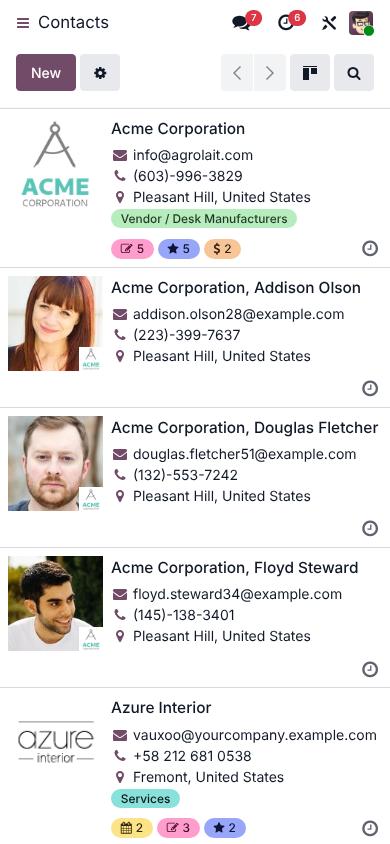 Contacts
7
6
New
Acme Corporation
info@agrolait.com
(603)-996-3829
Pleasant Hill, United States
Vendor / Desk Manufacturers
5 5 $ 2
ACME
CORPORATION
Acme Corporation, Addison Olson
addison.olson28@example.com
(223)-399-7637
Pleasant Hill, United States
ACME
Acme Corporation, Douglas Fletcher
douglas.fletcher51@example.com
(132)-553-7242
Pleasant Hill, United States
ACME
Acme Corporation, Floyd Steward
floyd.steward34@example.com
(145)-138-3401
Pleasant Hill, United States
ACME
Azure Interior
vauxoo@yourcompany.example.com
+58 212 681 0538
Fremont, United States
Services
2 3 2
azure
interior